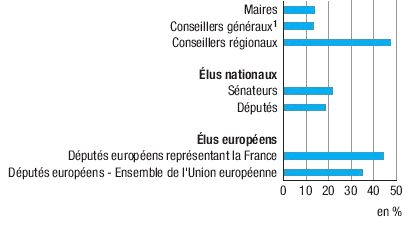 Maires
Conseillers généraux¹
Conseillers régionaux
Élus nationaux
Sénateurs
Députés
Élus européens
Députés européens représentant la France
Députés européens - Ensemble de l'Union européenne
0 10 20 30 40 50
en %